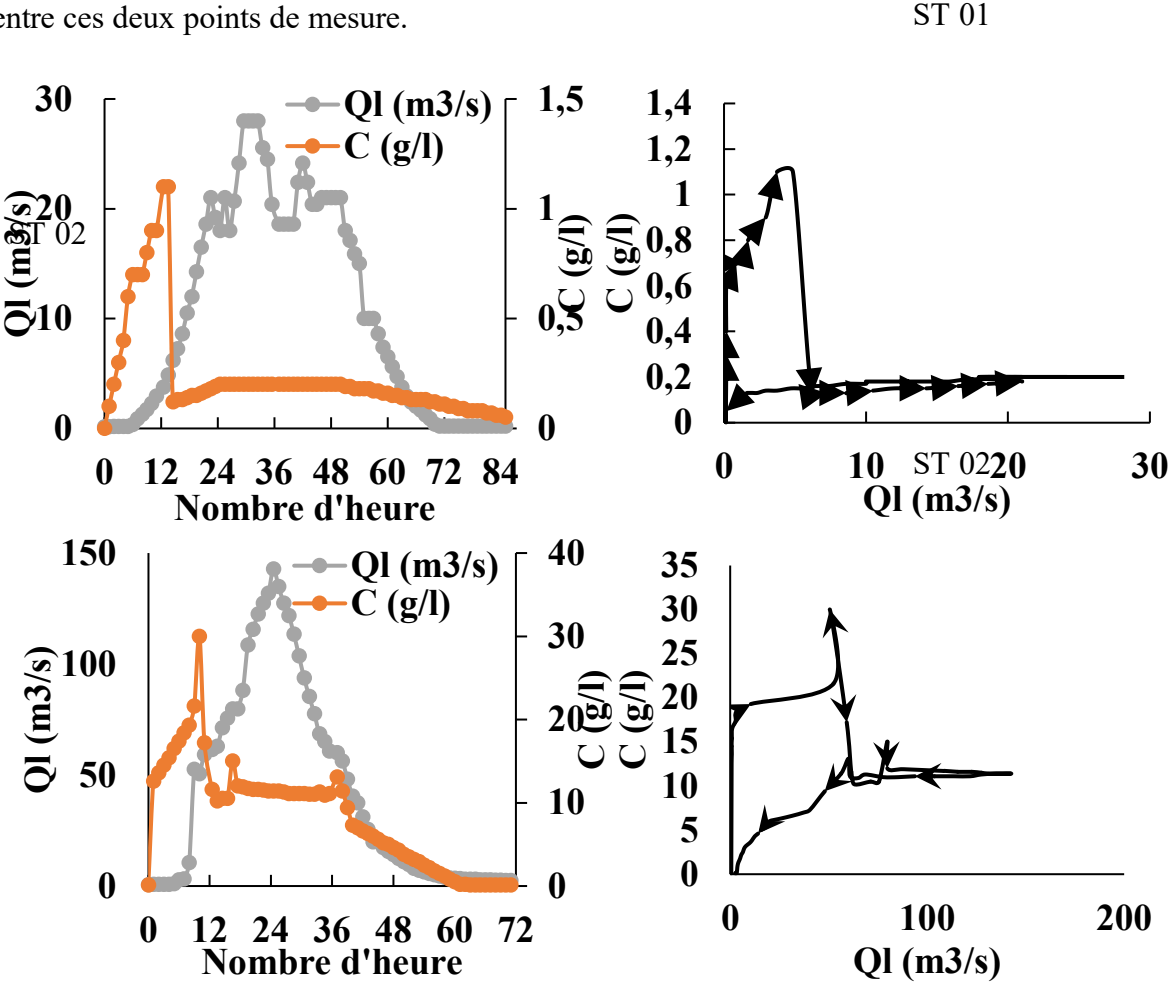 entre ces deux points de mesure.
ST 01
ST 02
30
20
10
0
Ql (m3/s)
Ql (m3/s)
C (g/l)
1,5
1
0,5
0
C (g/l)
0 12 24 36 48 60 72 84
Nombre d'heure
1,4
1,2
1
0,8
0,6
0,4
0,2
0
C (g/l)
0 10 20 30
ST 02
Ql (m3/s)
150
100
50
0
Ql (m3/s)
Ql (m3/s)
C (g/l)
40
30
20
10
0
C (g/l)
0 12 24 36 48 60 72
Nombre d'heure
35
30
25
20
15
10
5
0
C (g/l)
0 100 200
Ql (m3/s)